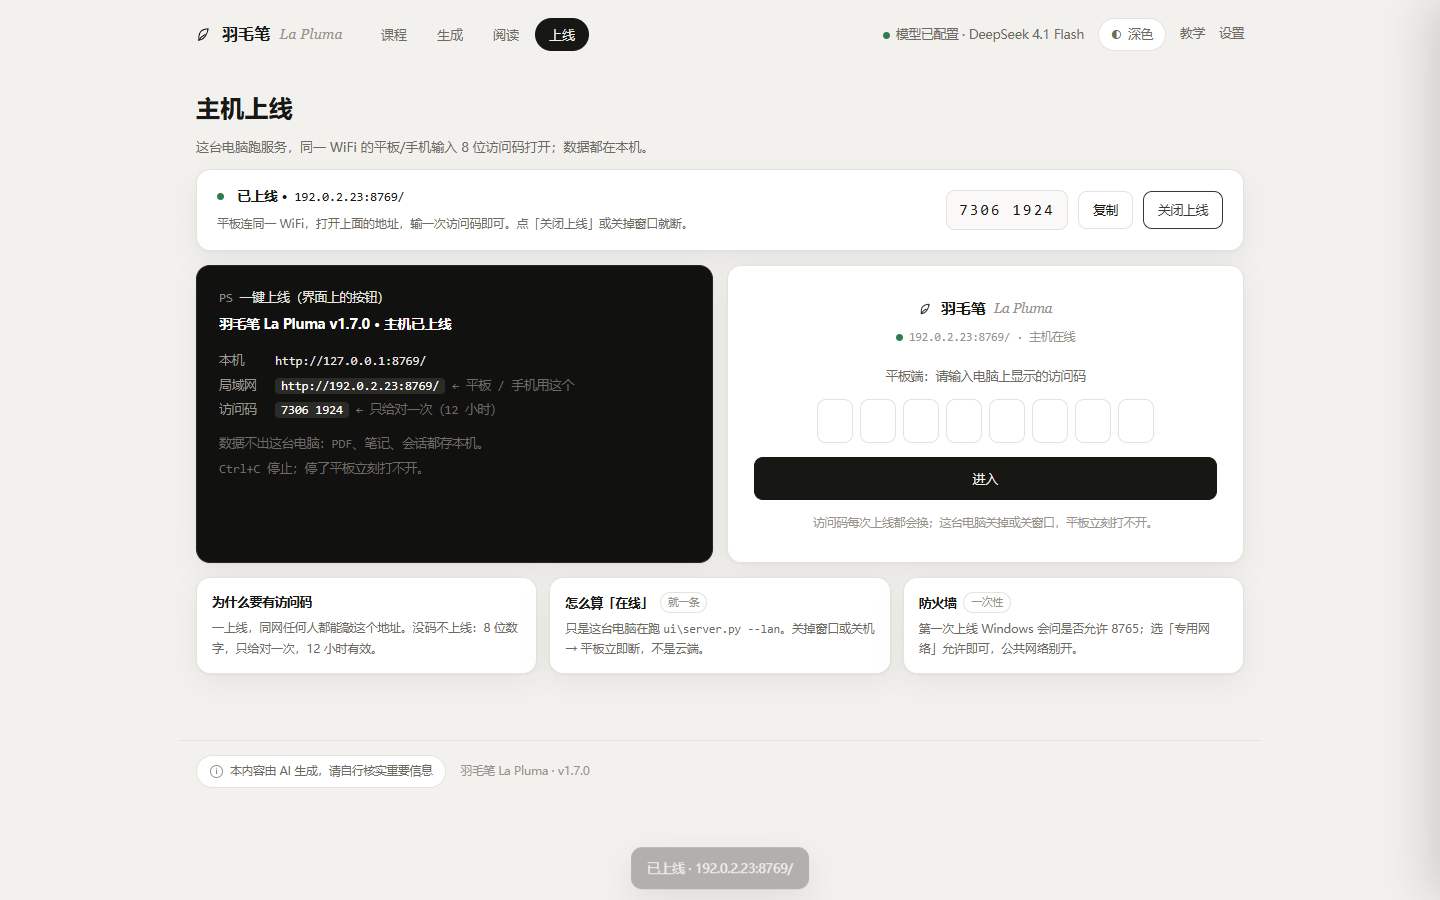 羽毛笔 La Pluma 课程 生成 阅读 上线 模型已配置 · DeepSeek 4.1 Flash 深色 教学 设置
主机上线
这台电脑跑服务，同一 WiFi 的平板/手机输入 8 位访问码打开；数据都在本机。
已上线 • 192.0.2.23:8769/
平板连同一 WiFi，打开上面的地址，输一次访问码即可。点「关闭上线」或关掉窗口就断。
7306 1924 复制 关闭上线
PS 一键上线（界面上的按钮）
羽毛笔 La Pluma v1.7.0 • 主机已上线
本机 http://127.0.0.1:8769/
局域网 http://192.0.2.23:8769/ ← 平板 / 手机用这个
访问码 7306 1924 ← 只给对一次（12 小时）
数据不出这台电脑：PDF、笔记、会话都存本机。
Ctrl+C 停止；停了平板立刻打不开。
羽毛笔 La Pluma
192.0.2.23:8769/ · 主机在线
平板端：请输入电脑上显示的访问码
进入
访问码每次上线都会换；这台电脑关掉或关窗口，平板立刻打不开。
为什么要有访问码
一上线，同网任何人都能敲这个地址。没码不上线：8 位数
字，只给对一次，12 小时有效。
怎么算「在线」 就一条
只是这台电脑在跑 ui\server.py --lan。关掉窗口或关机
→ 平板立即断，不是云端。
防火墙 一次性
第一次上线 Windows 会问是否允许 8765；选「专用网
络」允许即可，公共网络别开。
本内容由 AI 生成，请自行核实重要信息 羽毛笔 La Pluma · v1.7.0
已上线 · 192.0.2.23:8769/